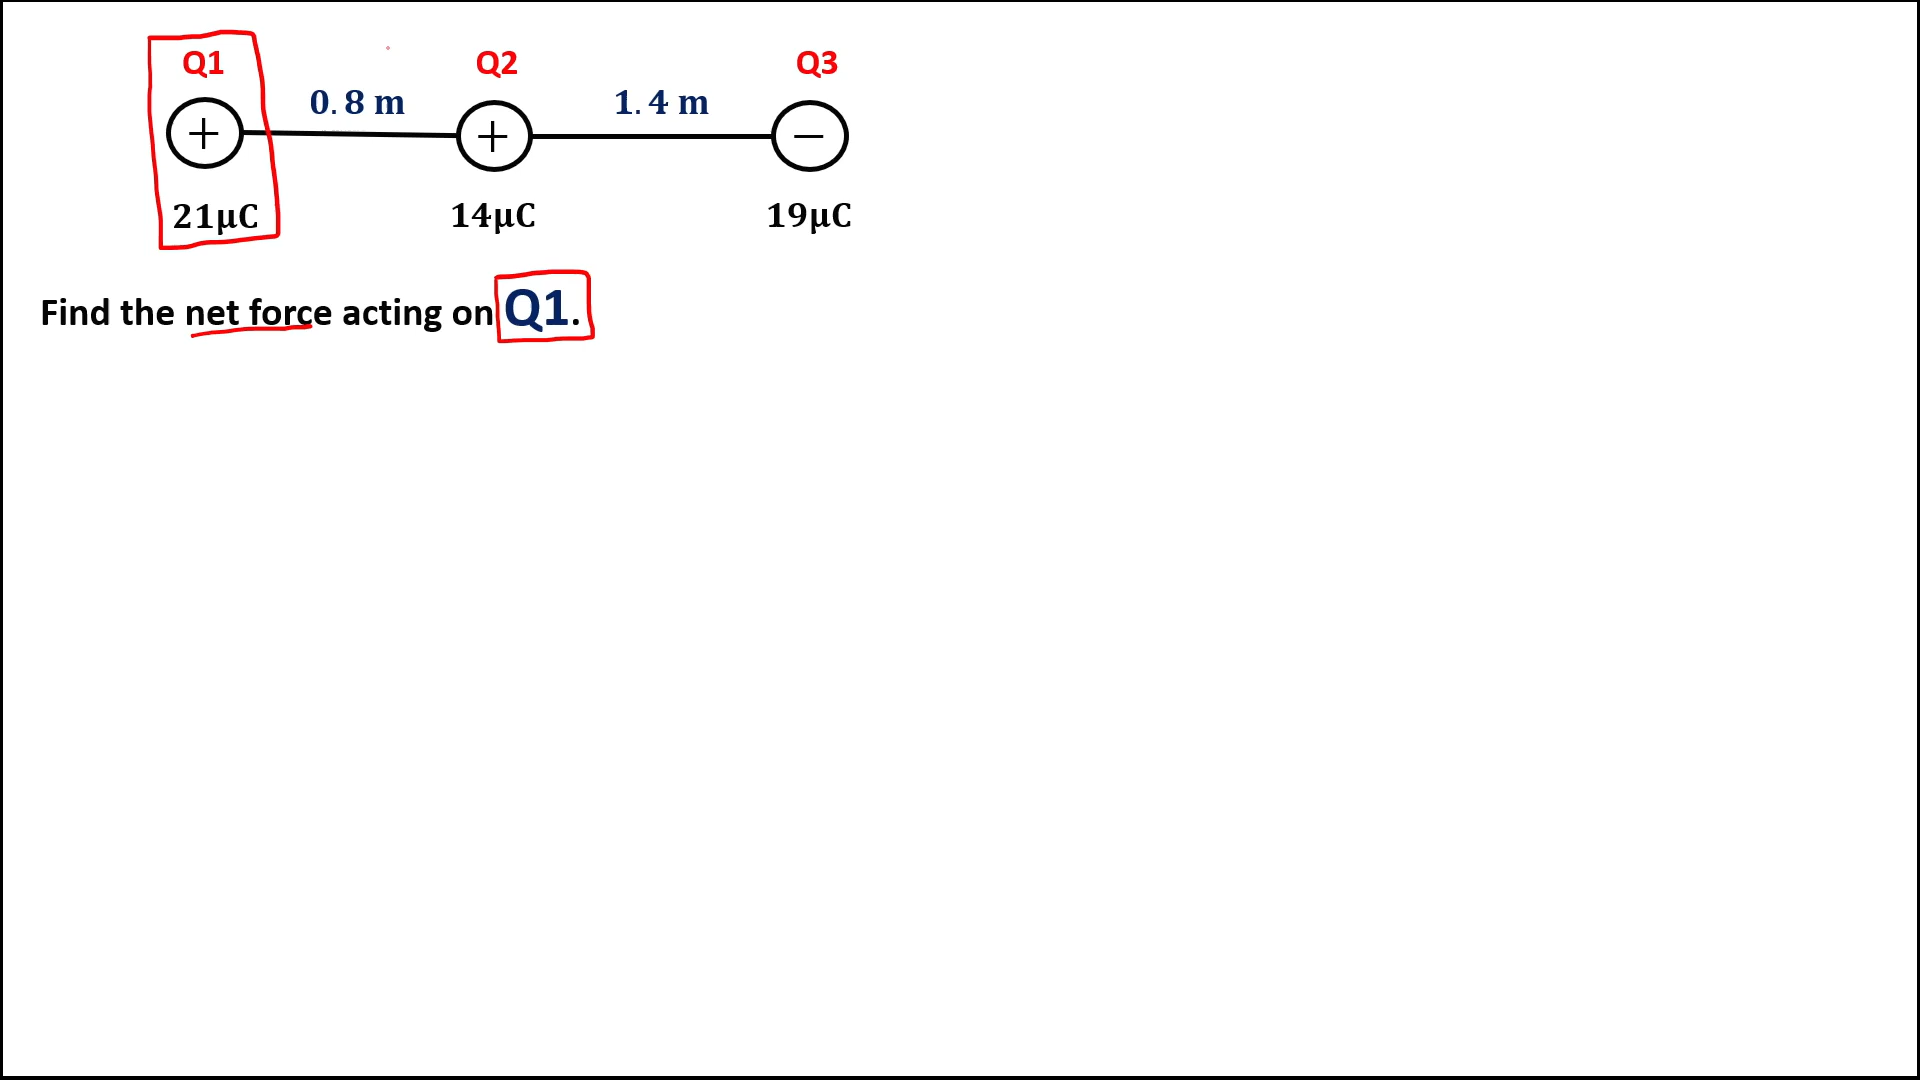 Q1 Q2 Q3
0.8 m 1.4 m
+ + −
21μC 14μC 19μC
Find the net force acting on Q1.